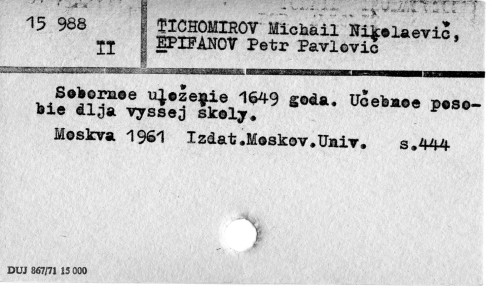 15 988
II
TICHOMIROV Michail Nikolaevič,
EPIFANOV Petr Pavlovič
Sobornoe uloženie 1649 goda. Učebnoe poso-
bie dlja vysšej školy.
Moskva 1961 Izdat.Moskov.Univ. s.444
DUJ 867/71 15 000